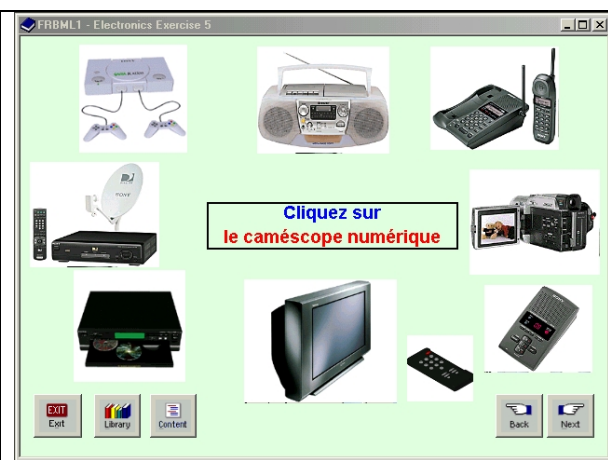 FRBML1 - Electronics Exercise 5
Cliquez sur
le caméscope numérique
EXIT
Exit
Library
Content
Back
Next